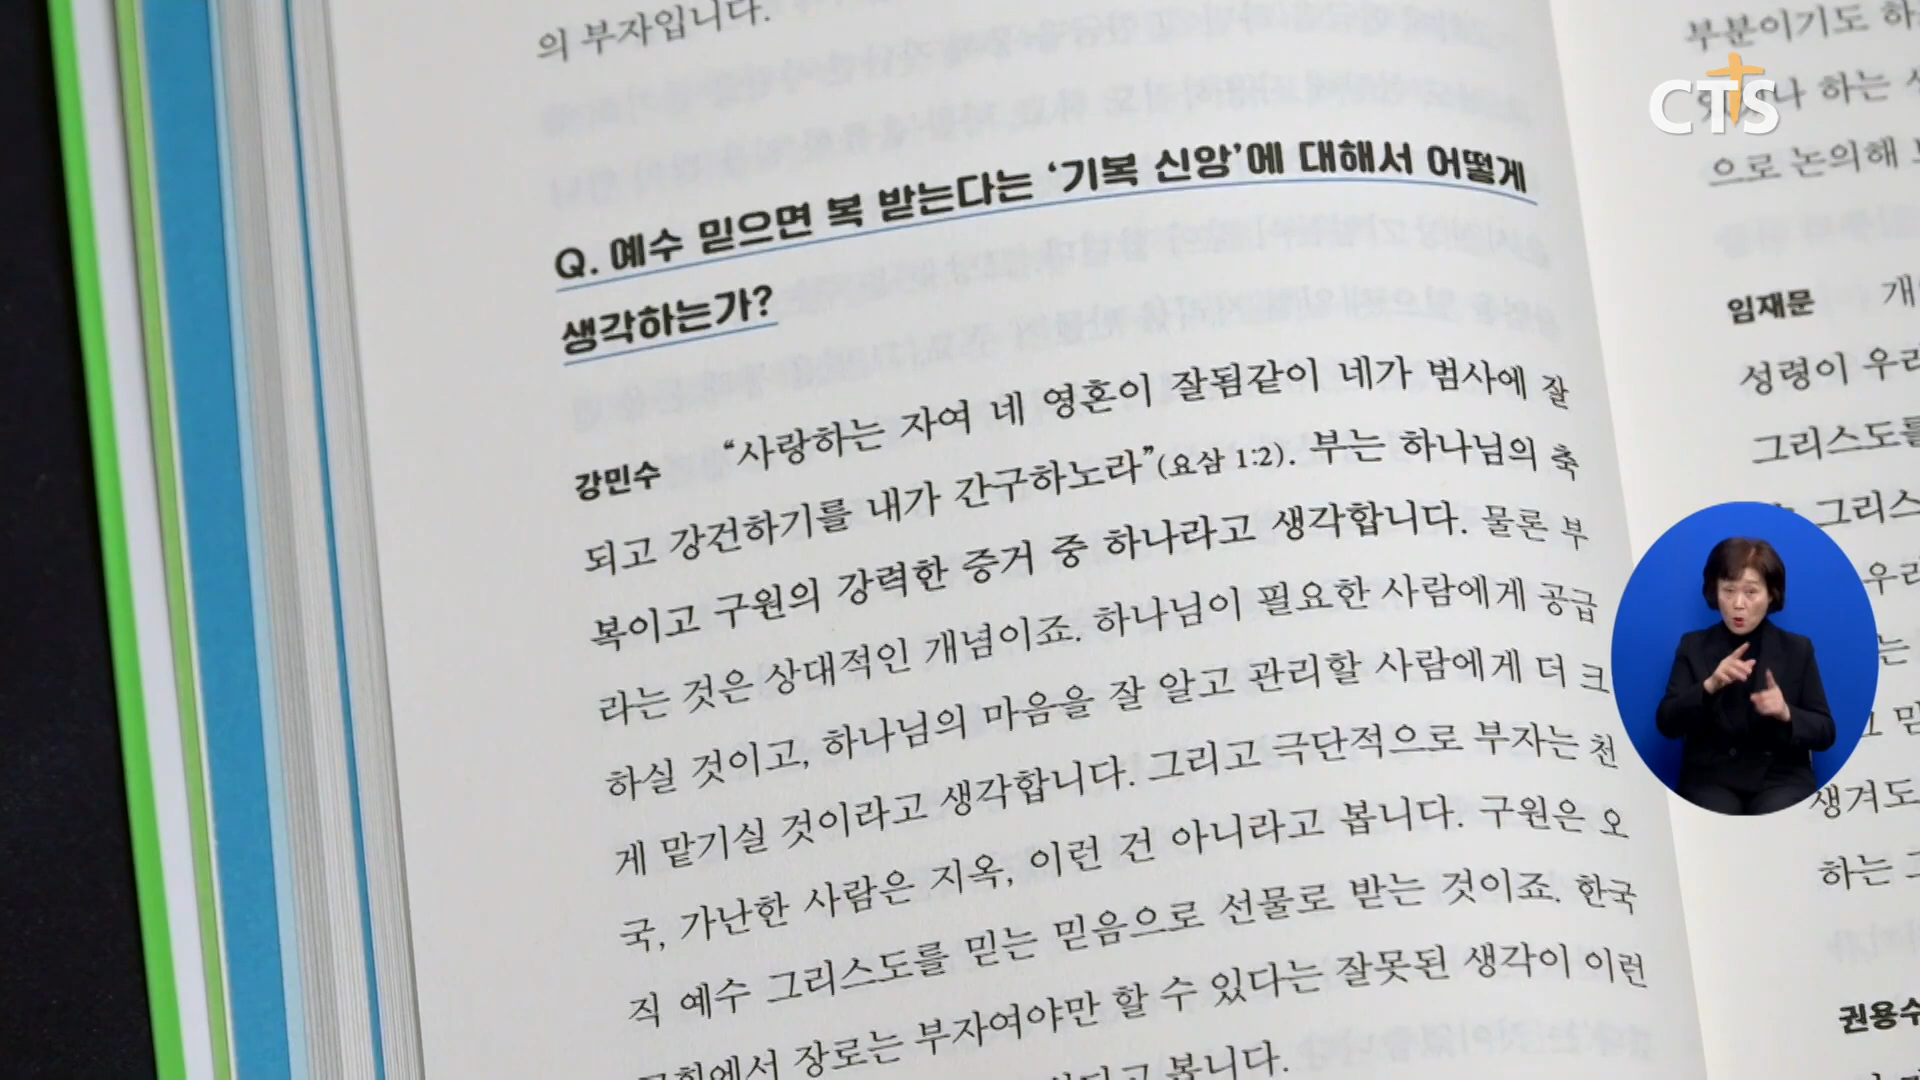 의 부자입니다.
Q. 예수 믿으면 복 받는다는 ‘기복 신앙’에 대해서 어떻게
생각하는가?
강민수 “사랑하는 자여 네 영혼이 잘됨같이 네가 범사에 잘
되고 강건하기를 내가 간구하노라”(요삼 1:2). 부는 하나님의 축
복이고 구원의 강력한 증거 중 하나라고 생각합니다. 물론 부
라는 것은 상대적인 개념이죠. 하나님이 필요한 사람에게 공급
하실 것이고, 하나님의 마음을 잘 알고 관리할 사람에게 더 크
게 맡기실 것이라고 생각합니다. 그리고 극단적으로 부자는 천
국, 가난한 사람은 지옥, 이런 건 아니라고 봅니다. 구원은 오
직 예수 그리스도를 믿는 믿음으로 선물로 받는 것이죠. 한국
장로는 부자여야만 할 수 있다는 잘못된 생각이 이런
봅니다.
CTS
부분이기도
하는
으로 논의해
임재문
성령이 우리
그리스도를
그리스
생겨도
하는
권용수